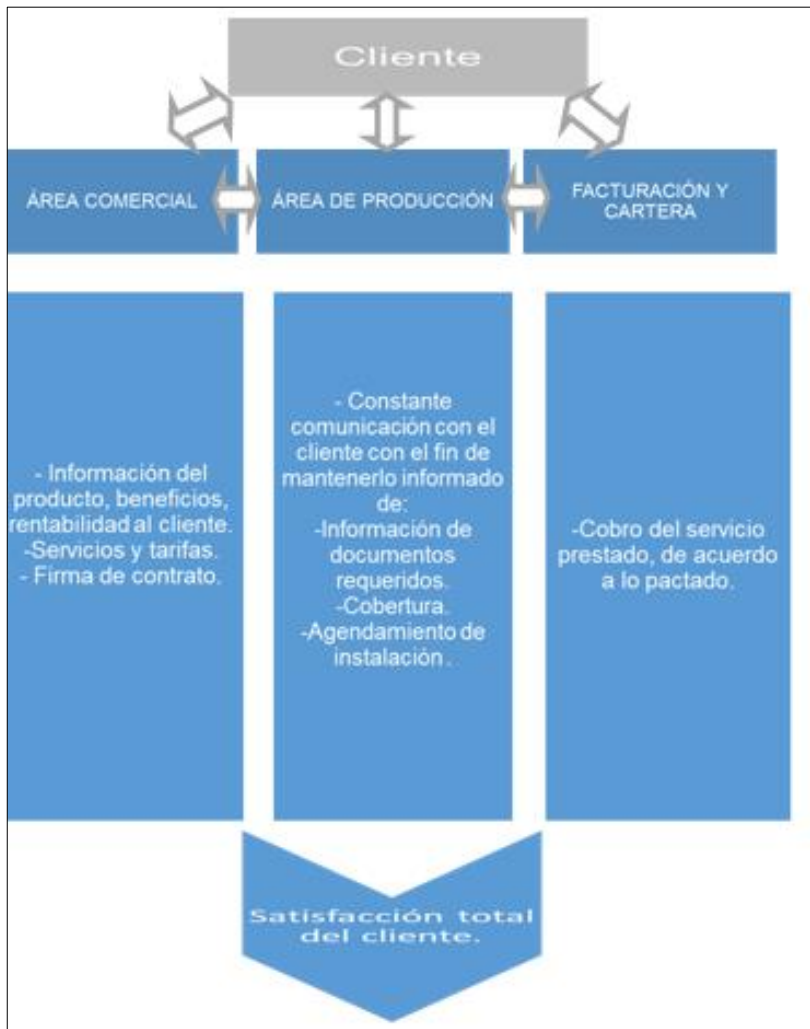 Cliente
ÁREA COMERCIAL
ÁREA DE PRODUCCIÓN
FACTURACIÓN Y
CARTERA
- Información del
producto, beneficios,
rentabilidad al cliente.
-Servicios y tarifas.
- Firma de contrato.
- Constante
comunicación con el
cliente con el fin de
mantenerlo informado
de:
-Información de
documentos
requeridos.
-Cobertura.
-Agendamiento de
instalación .
-Cobro del servicio
prestado, de acuerdo
a lo pactado.
Satisfacción total
del cliente.